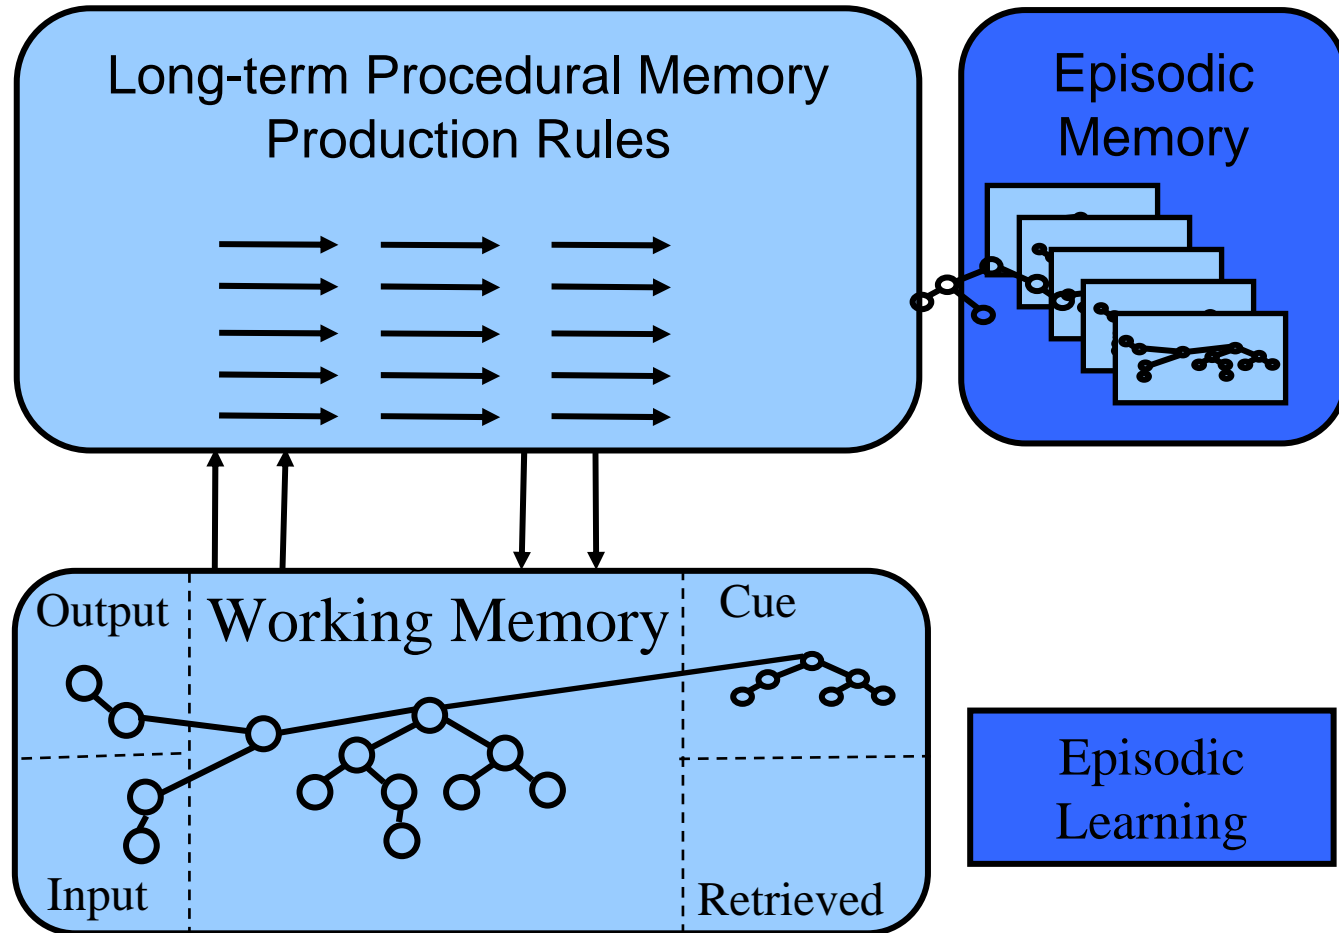 Long-term Procedural Memory
Production Rules
Episodic
Memory
Output
Working Memory
Cue
Input
Retrieved
Episodic
Learning